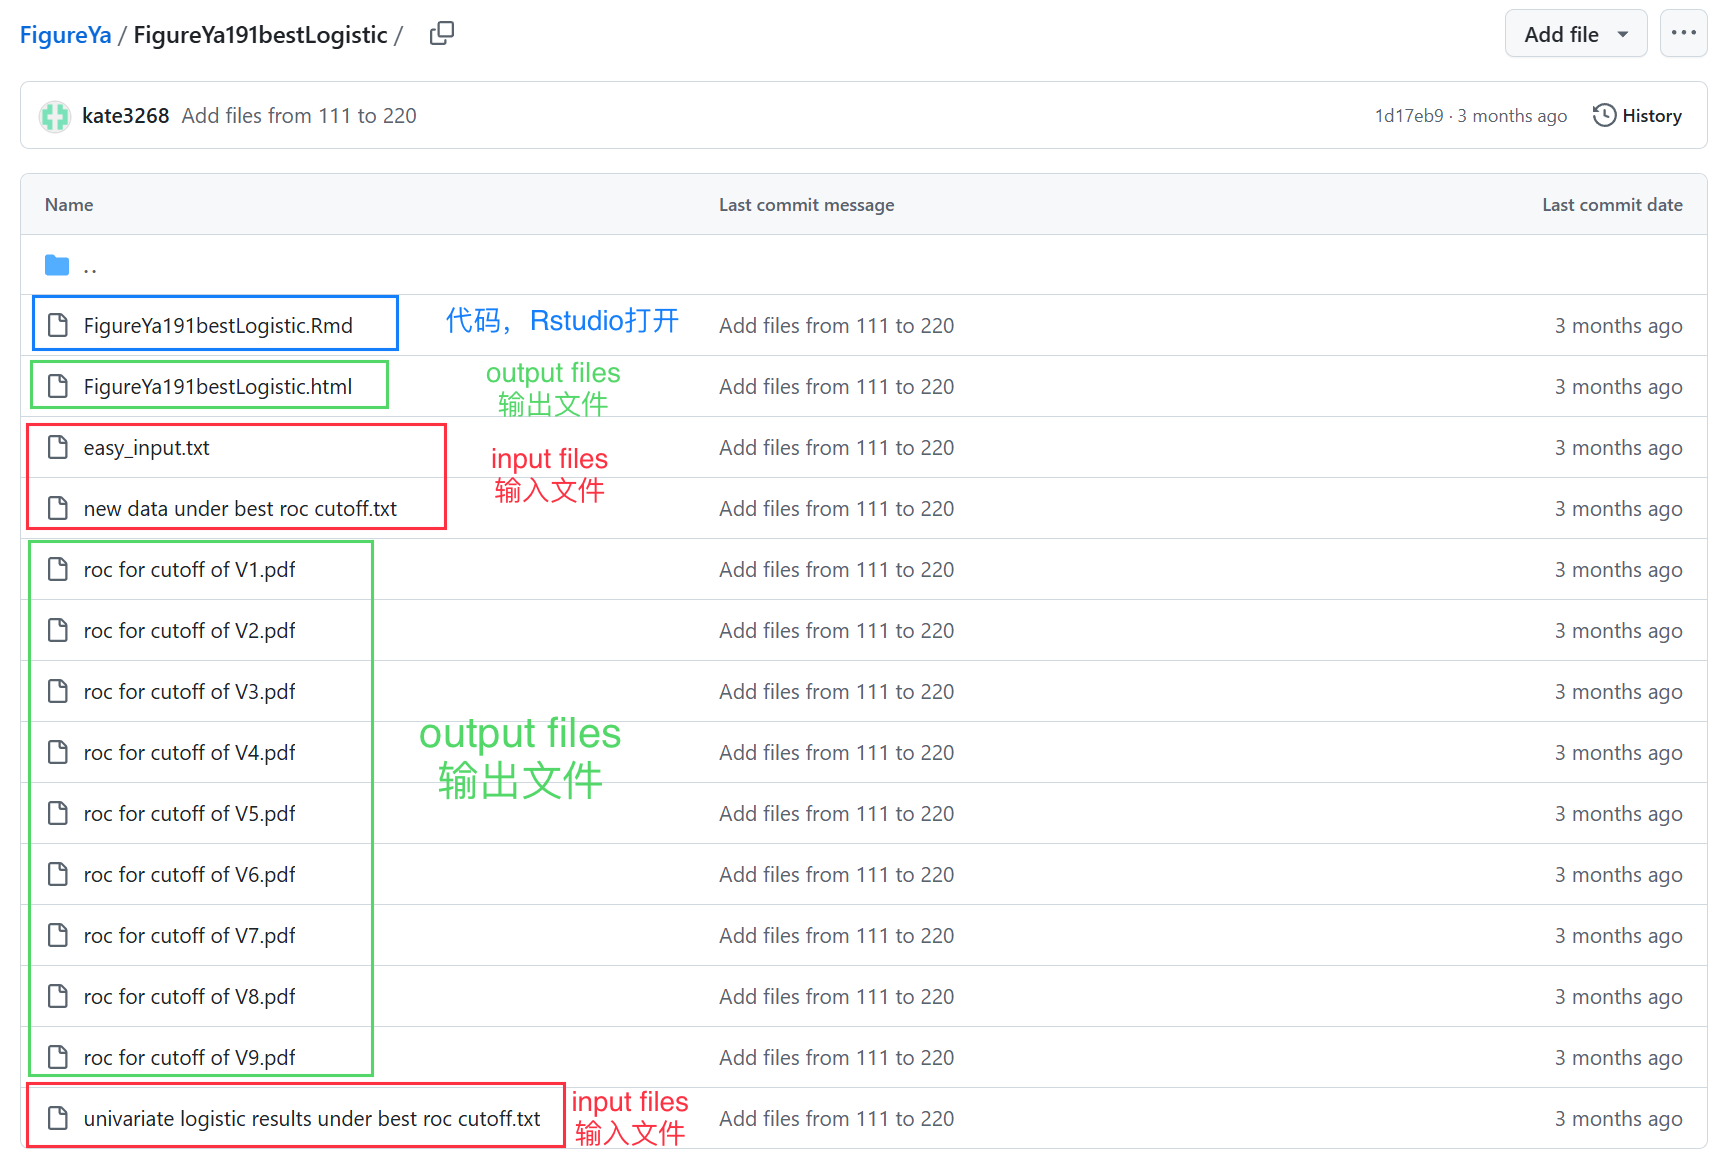 FigureYa / FigureYa191bestLogistic /
Add file
kate3268 Add files from 111 to 220
1d17eb9 · 3 months ago
History
Name Last commit message Last commit date
..
FigureYa191bestLogistic.Rmd 代码，Rstudio打开 Add files from 111 to 220 3 months ago
FigureYa191bestLogistic.html Add files from 111 to 220 3 months ago
output files
输出文件
easy_input.txt Add files from 111 to 220 3 months ago
input files
输入文件
new data under best roc cutoff.txt Add files from 111 to 220 3 months ago
roc for cutoff of V1.pdf Add files from 111 to 220 3 months ago
roc for cutoff of V2.pdf Add files from 111 to 220 3 months ago
roc for cutoff of V3.pdf Add files from 111 to 220 3 months ago
output files
输出文件
roc for cutoff of V4.pdf Add files from 111 to 220 3 months ago
roc for cutoff of V5.pdf Add files from 111 to 220 3 months ago
roc for cutoff of V6.pdf Add files from 111 to 220 3 months ago
roc for cutoff of V7.pdf Add files from 111 to 220 3 months ago
roc for cutoff of V8.pdf Add files from 111 to 220 3 months ago
roc for cutoff of V9.pdf Add files from 111 to 220 3 months ago
univariate logistic results under best roc cutoff.txt Add files from 111 to 220 3 months ago
input files
输入文件